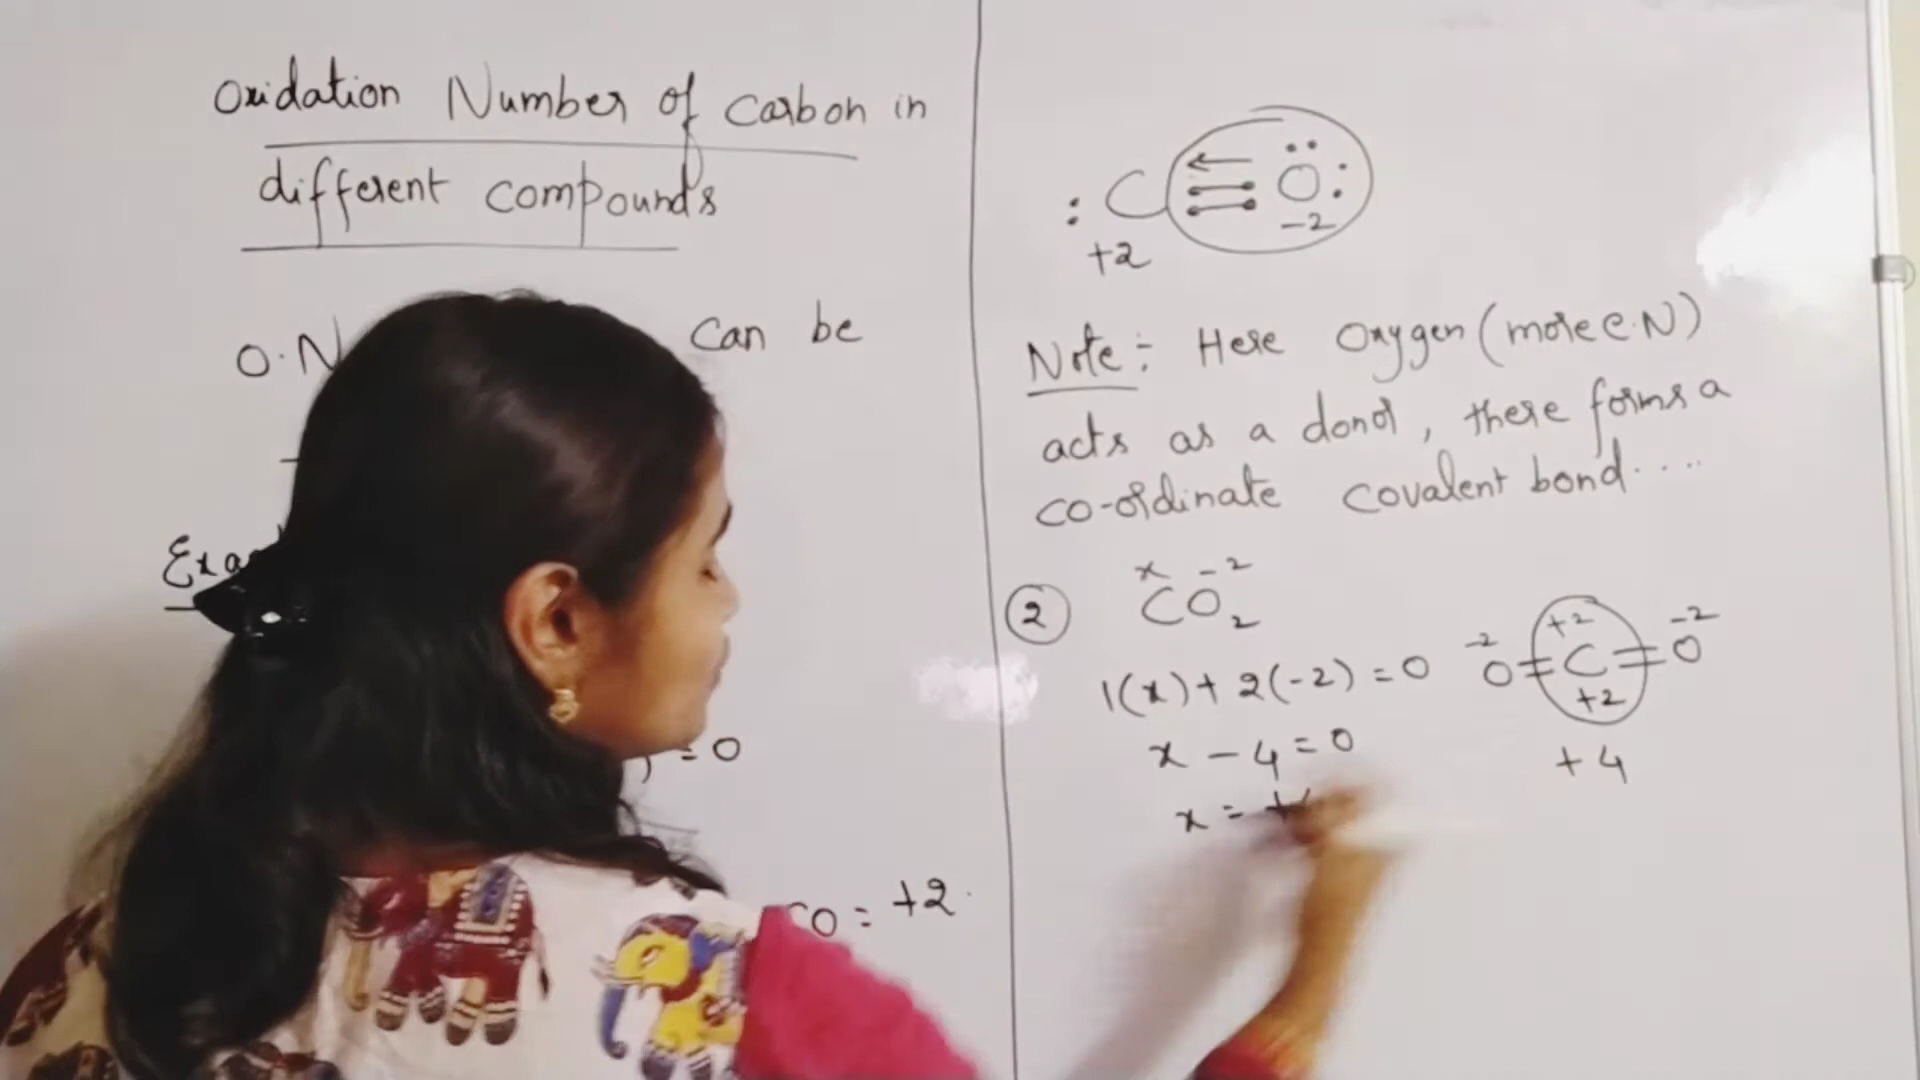 Oxidation Number of Carbon in
different compounds
O.N can be
= 0
CO = +2.
: C O :
+2 -2
Note :- Here Oxygen (more e.N)
acts as a donor, there forms a
co-ordinate covalent bond....
x -2
2 CO2
1(x) + 2(-2) = 0
x - 4 = 0
x = +
-2 +2 -2
O = C = O
+2
+4